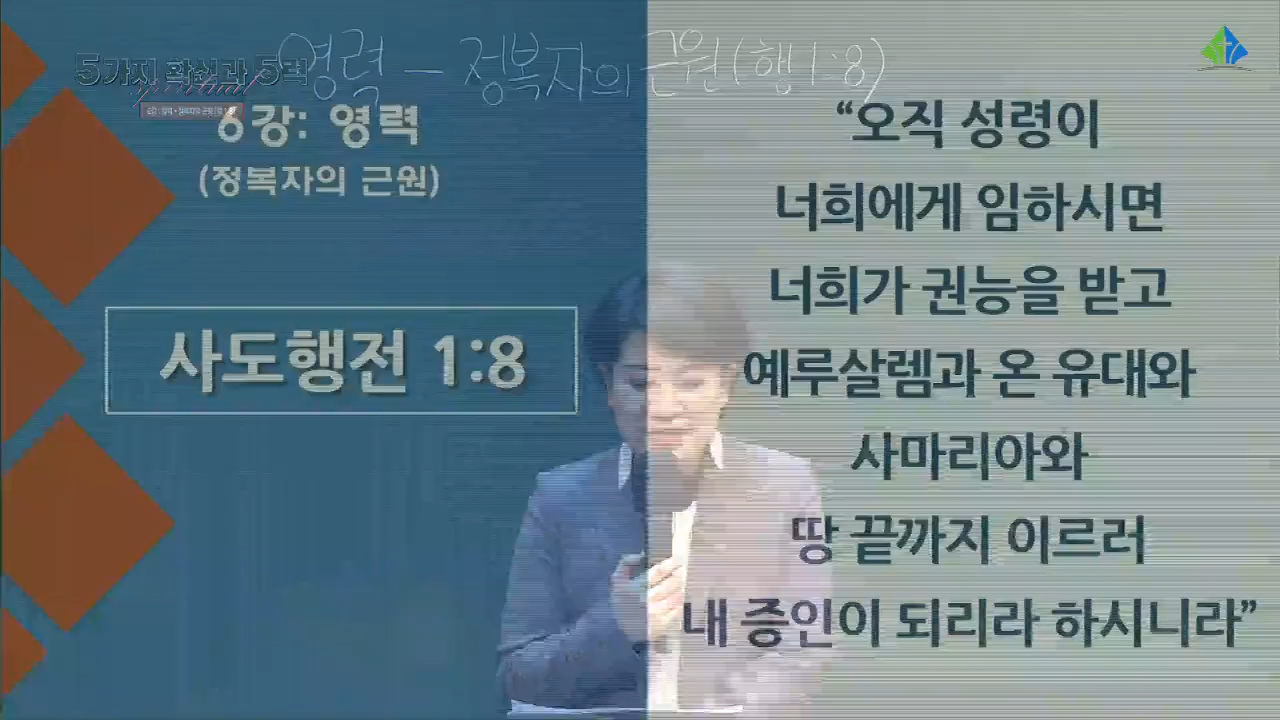 영력 - 정복자의 근원 (행 1:8)
5가지 확신과 5력
spiritual
6강: 영력
(정복자의 근원)
사도행전 1:8
“오직 성령이
너희에게 임하시면
너희가 권능을 받고
예루살렘과 온 유대와
사마리아와
땅 끝까지 이르러
내 증인이 되리라 하시니라”